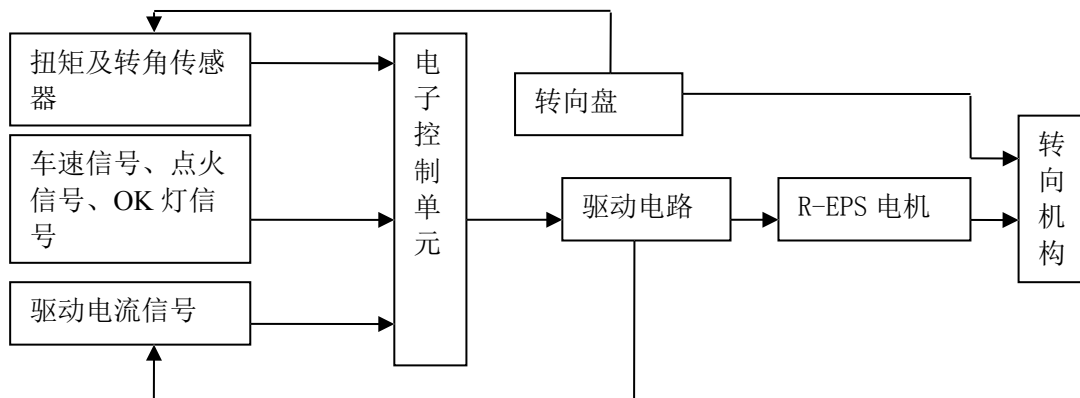 扭矩及转角传感
器
车速信号、点火
信号、OK 灯信
号
驱动电流信号
电
子
控
制
单
元
转向盘
驱动电路
R-EPS 电机
转
向
机
构